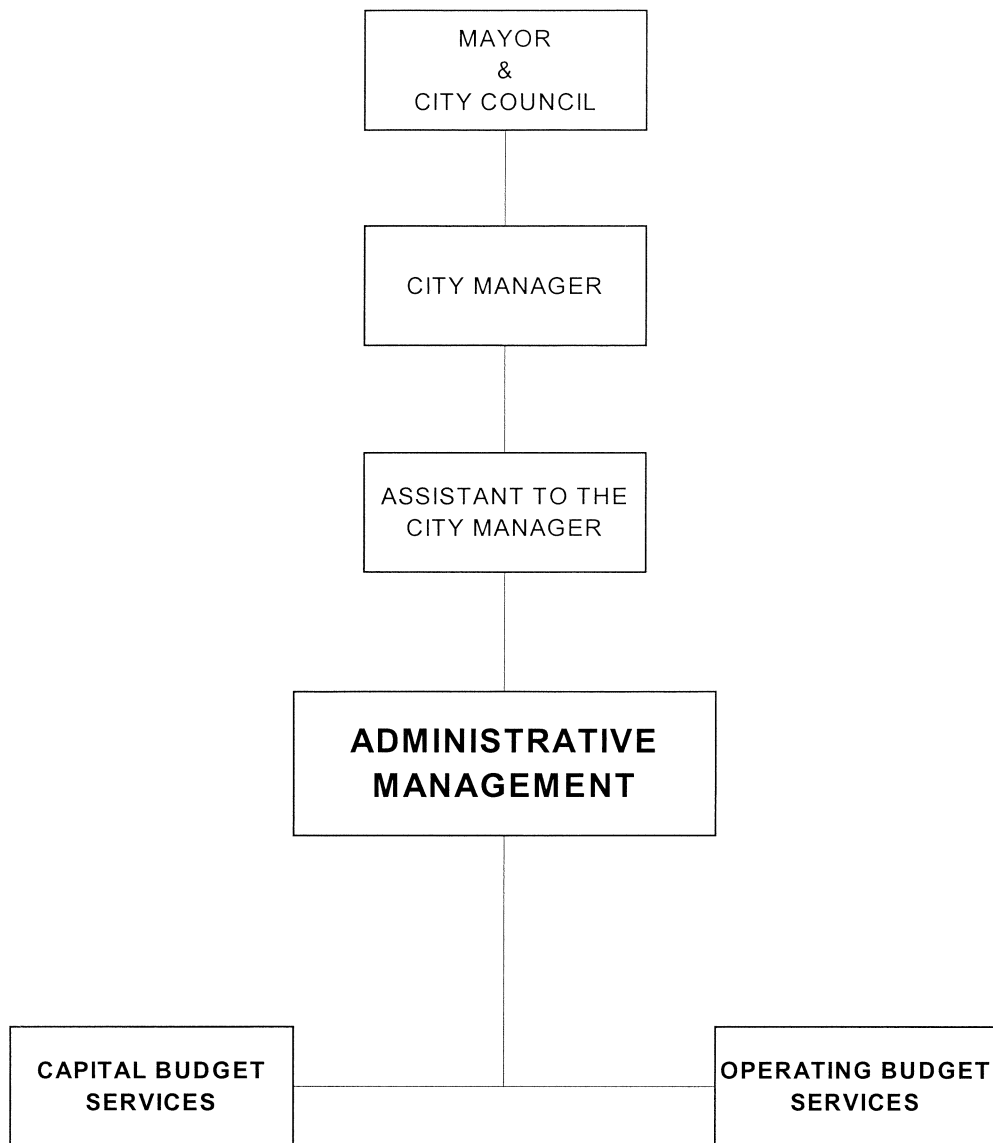 MAYOR
&
CITY COUNCIL
CITY MANAGER
ASSISTANT TO THE
CITY MANAGER
ADMINISTRATIVE
MANAGEMENT
CAPITAL BUDGET
SERVICES
OPERATING BUDGET
SERVICES